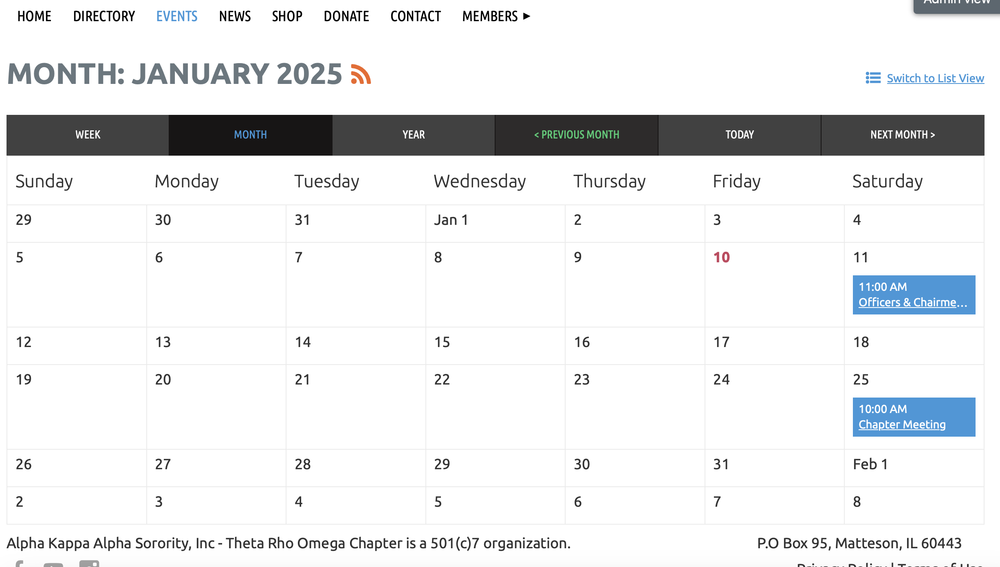 Admin View
HOME DIRECTORY EVENTS NEWS SHOP DONATE CONTACT MEMBERS ►
MONTH: JANUARY 2025
Switch to List View
WEEK MONTH YEAR < PREVIOUS MONTH TODAY NEXT MONTH >
Sunday Monday Tuesday Wednesday Thursday Friday Saturday
29 30 31 Jan 1 2 3 4
5 6 7 8 9 10 11
11:00 AM
Officers & Chairme...
12 13 14 15 16 17 18
19 20 21 22 23 24 25
10:00 AM
Chapter Meeting
26 27 28 29 30 31 Feb 1
2 3 4 5 6 7 8
Alpha Kappa Alpha Sorority, Inc - Theta Rho Omega Chapter is a 501(c)7 organization. P.O Box 95, Matteson, IL 60443
Privacy Policy | Terms of Use